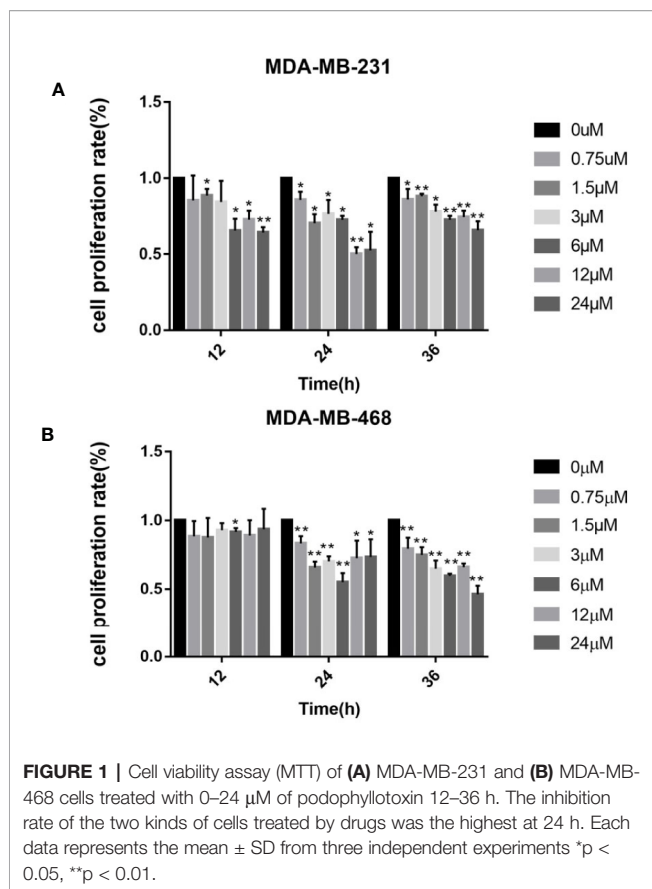 MDA-MB-231
A
cell proliferation rate(%)
1.5
1.0
0.5
0.0
* * * **
* * * * ** *
* ** * ** ** **
12 24 36
Time(h)
0uM
0.75uM
1.5µM
3µM
6µM
12µM
24µM
MDA-MB-468
B
cell proliferation rate(%)
1.5
1.0
0.5
0.0
*
** ** ** ** * *
** ** ** ** ** **
12 24 36
Time(h)
0µM
0.75µM
1.5µM
3µM
6µM
12µM
24µM
FIGURE 1 | Cell viability assay (MTT) of (A) MDA-MB-231 and (B) MDA-MB-
468 cells treated with 0–24 µM of podophyllotoxin 12–36 h. The inhibition
rate of the two kinds of cells treated by drugs was the highest at 24 h. Each
data represents the mean ± SD from three independent experiments *p <
0.05, **p < 0.01.